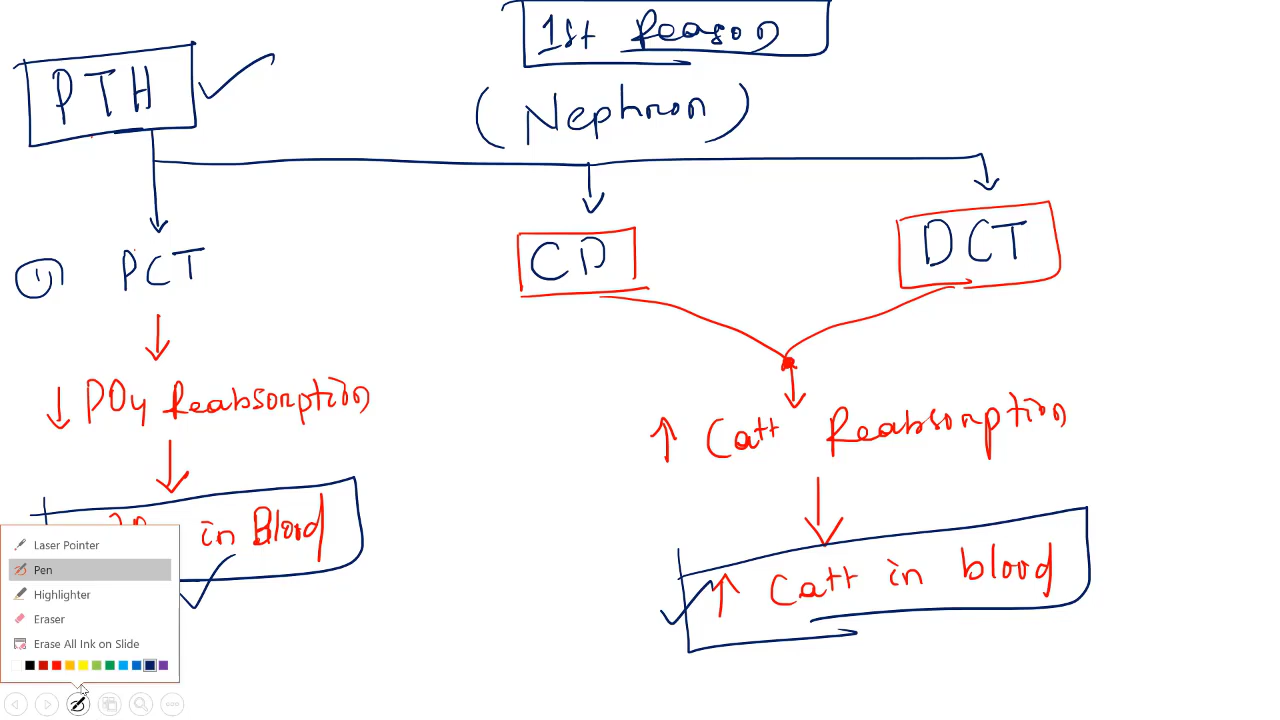 1st Reason
PTH
(Nephron)
PCT
CD
DCT
↓ PO4 Reabsorption
↑ Ca++ Reabsorption
in Blood
↑ Ca++ in blood
Laser Pointer
Pen
Highlighter
Eraser
Erase All Ink on Slide